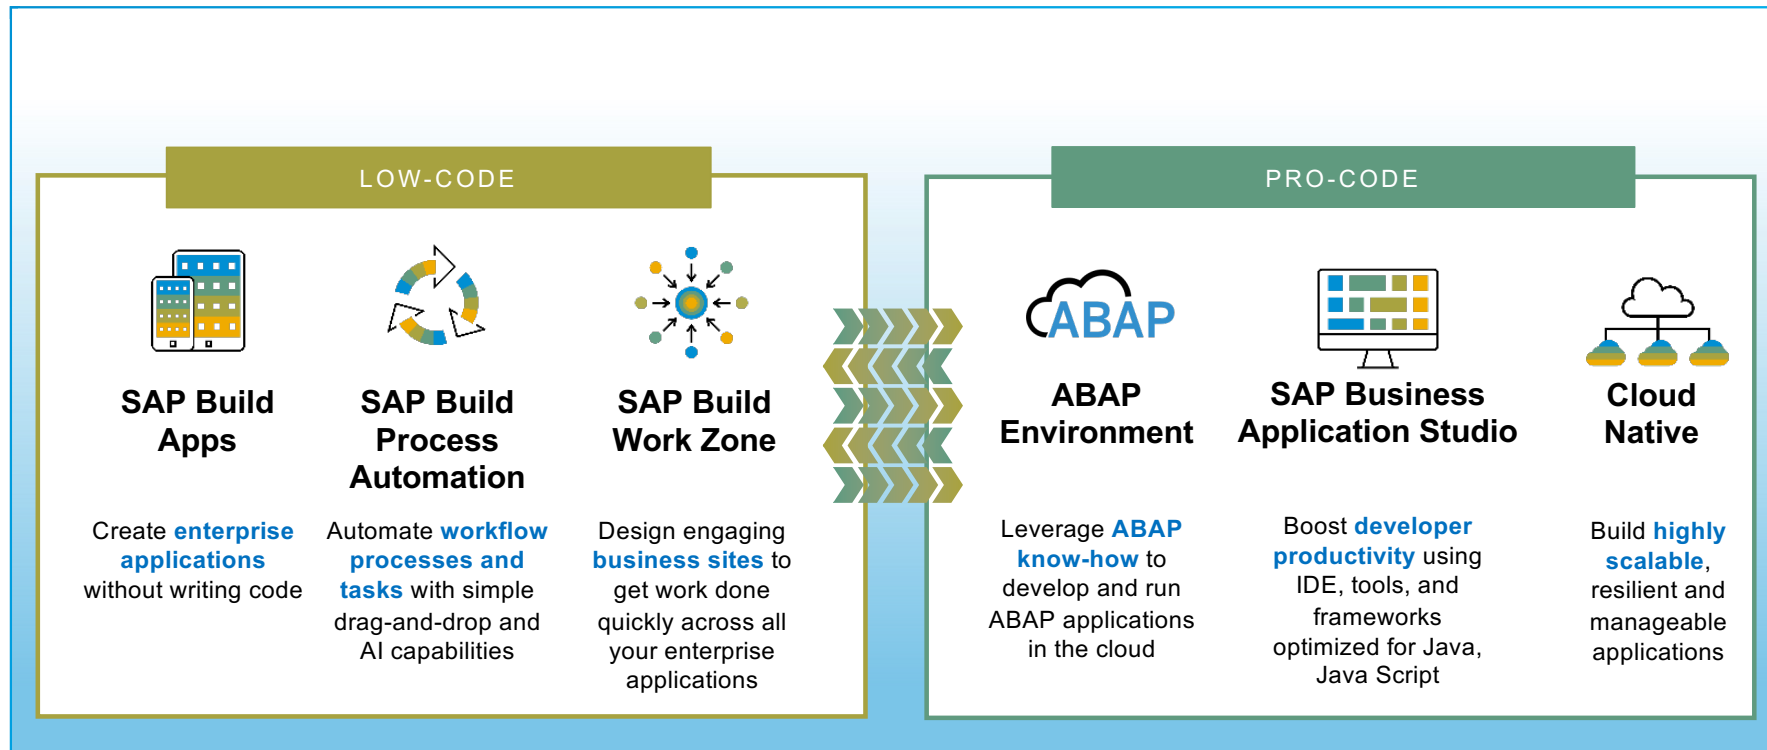 LOW-CODE
SAP Build
Apps
Create enterprise
applications
without writing code
SAP Build
Process
Automation
Automate workflow
processes and
tasks with simple
drag-and-drop and
AI capabilities
SAP Build
Work Zone
Design engaging
business sites to
get work done
quickly across all
your enterprise
applications
PRO-CODE
ABAP
ABAP
Environment
Leverage ABAP
know-how to
develop and run
ABAP applications
in the cloud
SAP Business
Application Studio
Boost developer
productivity using
IDE, tools, and
frameworks
optimized for Java,
Java Script
Cloud
Native
Build highly
scalable,
resilient and
manageable
applications